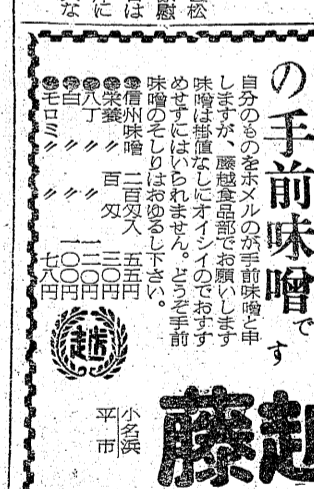 の手前味噌です
自分のものをホメルのが手前味噌と申
しますが、藤越食品部でお願いします
味噌は掛値なしにオイシイのでおすす
めせずにはいられません。どうぞ手前
味噌のそしりはおゆるし下さい。
●信州味噌 二百匁入 五五円
●栄養 〃 百匁 三〇円
●八丁 〃 〃 一二〇円
●白 〃 〃 一〇〇円
●モロミ 〃 七八円
越
小名浜
平市
藤越